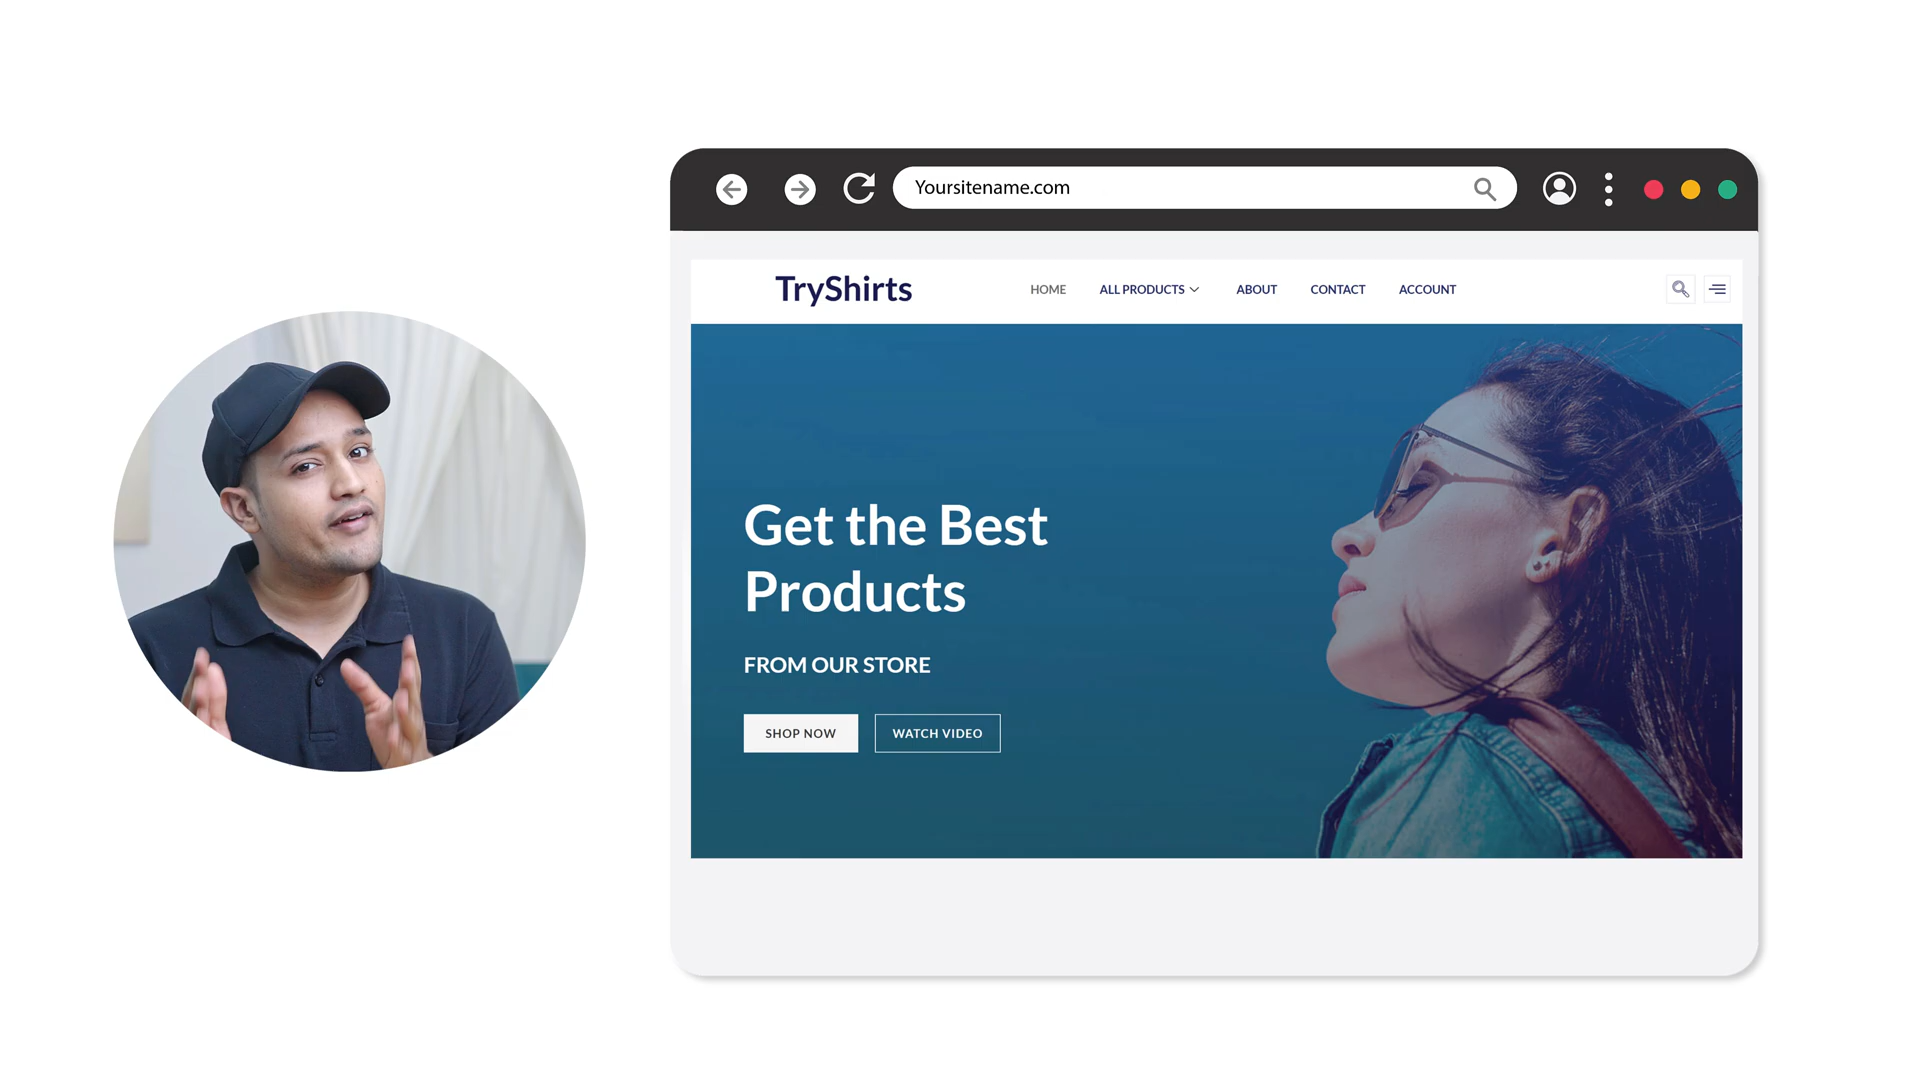 Yoursitename.com
TryShirts
HOME
ALL PRODUCTS
ABOUT
CONTACT
ACCOUNT
Get the Best
Products
FROM OUR STORE
SHOP NOW
WATCH VIDEO